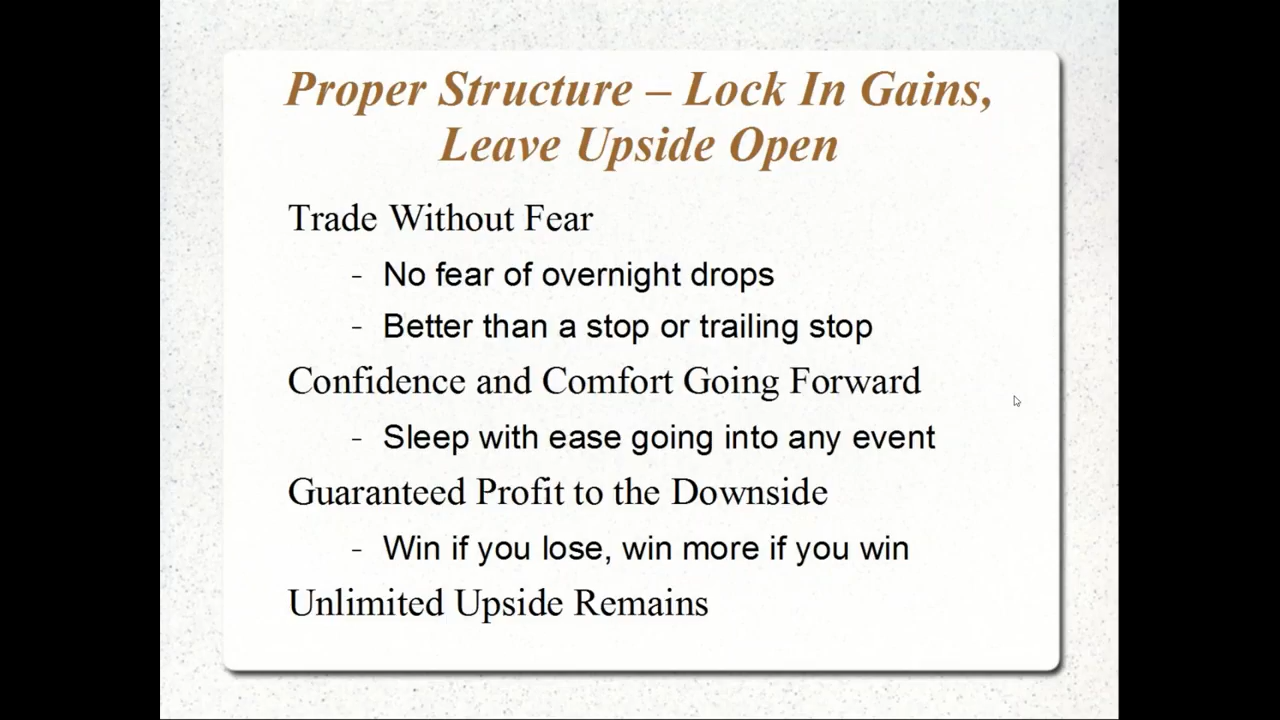 Proper Structure – Lock In Gains,
Leave Upside Open
Trade Without Fear
- No fear of overnight drops
- Better than a stop or trailing stop
Confidence and Comfort Going Forward
- Sleep with ease going into any event
Guaranteed Profit to the Downside
- Win if you lose, win more if you win
Unlimited Upside Remains